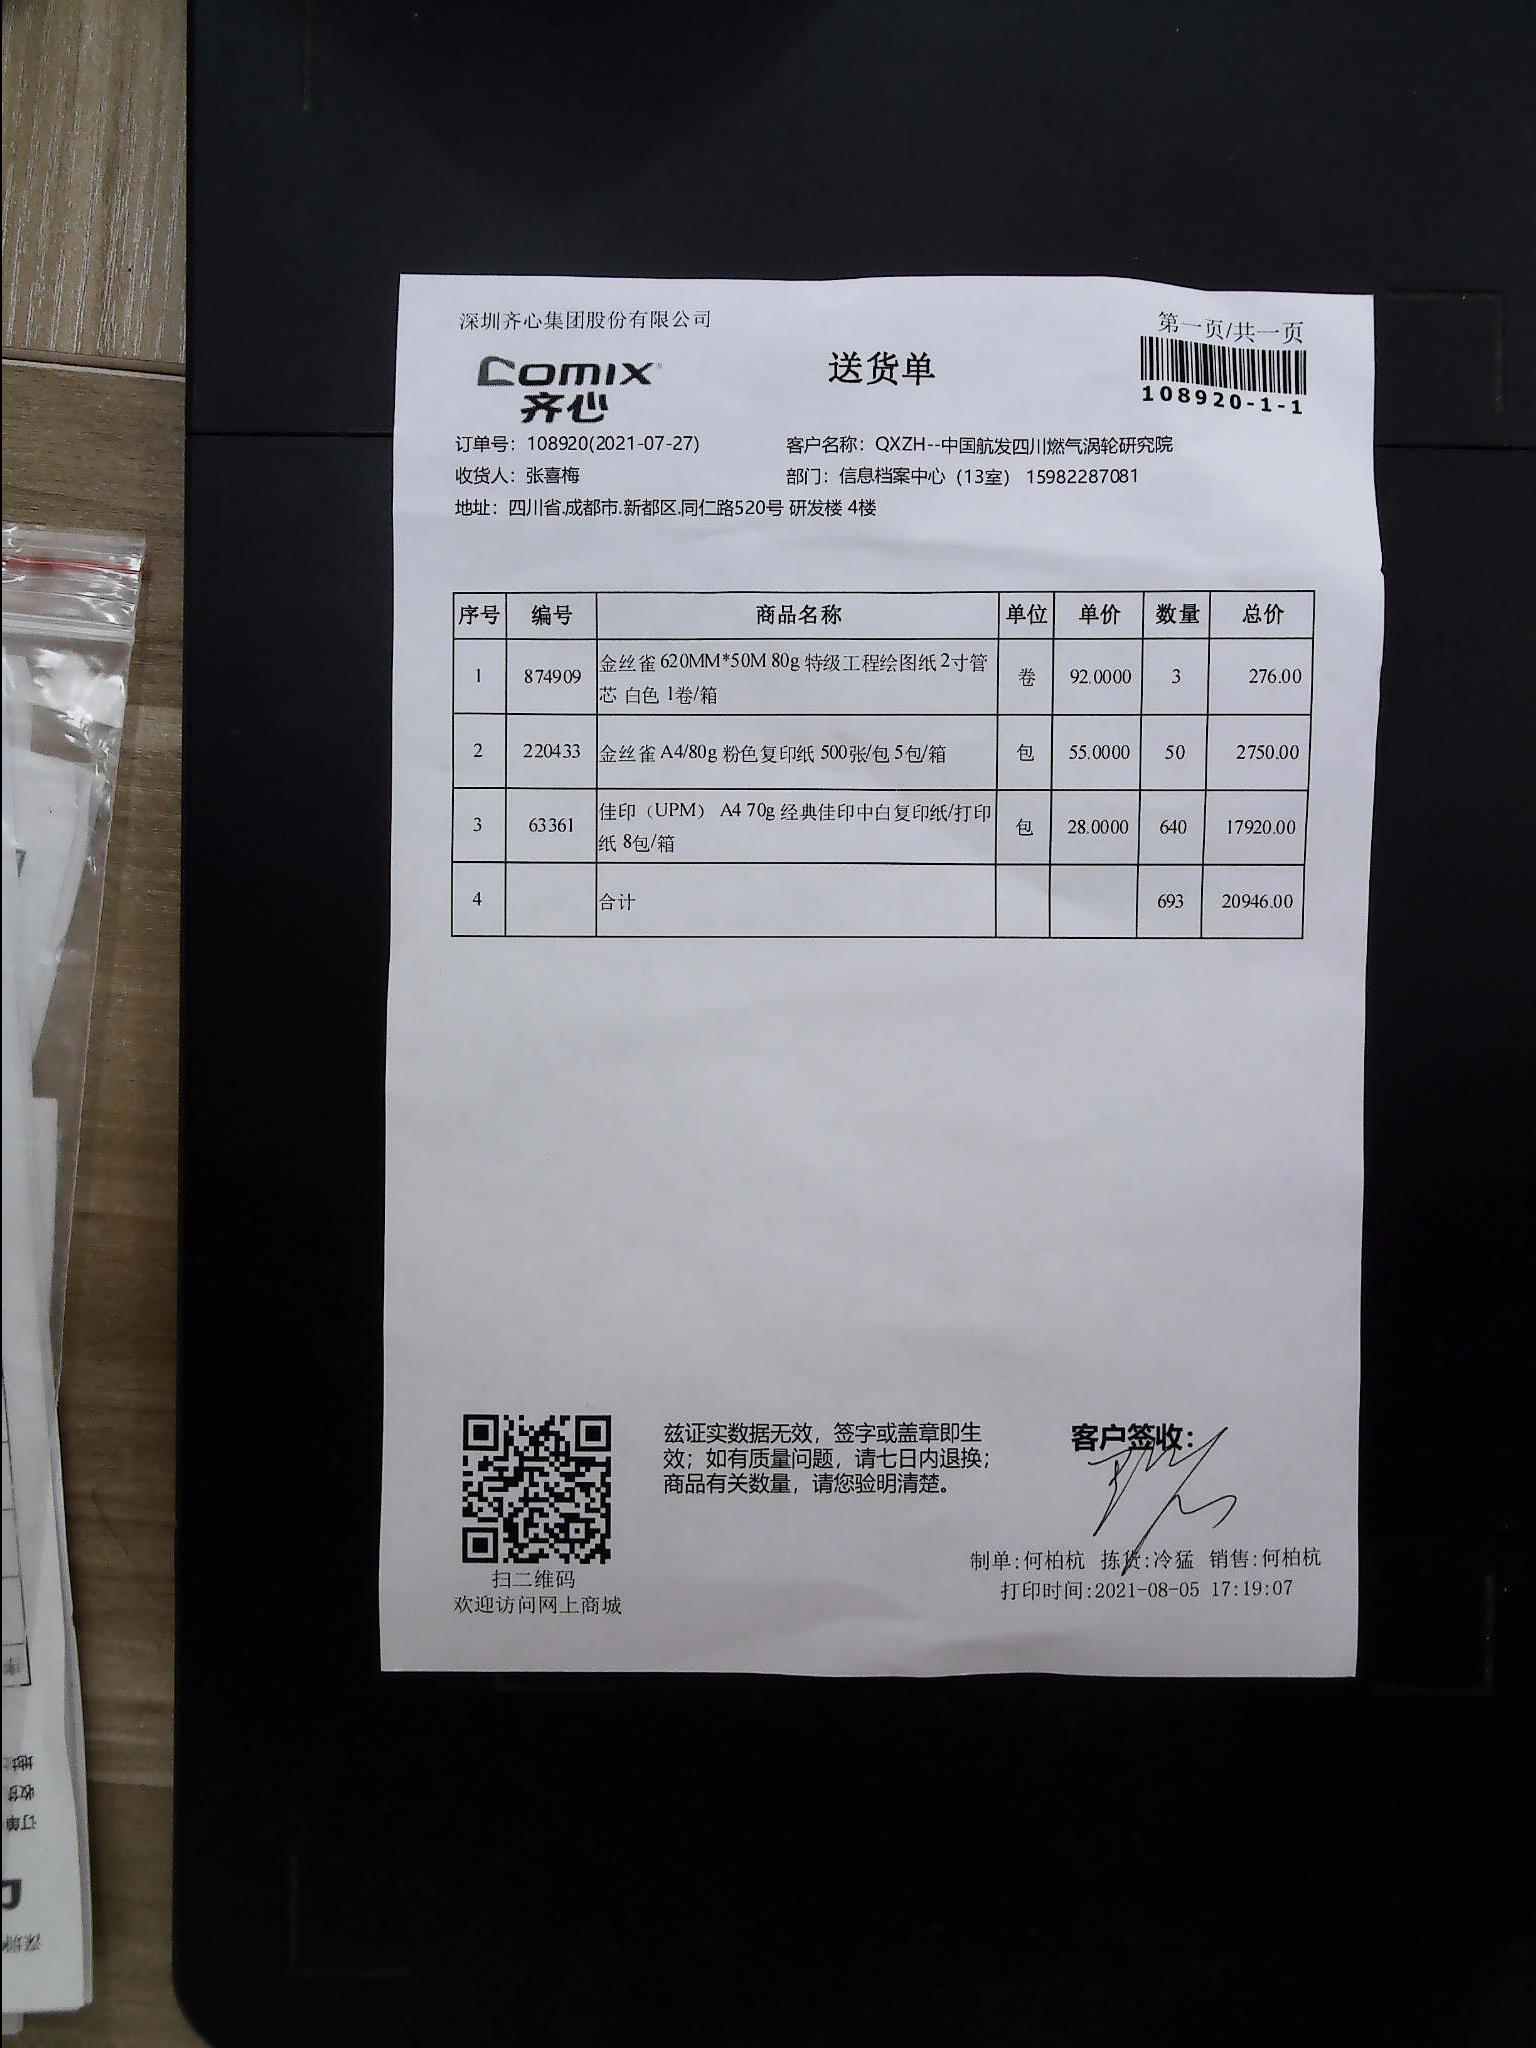 深圳齐心集团股份有限公司
第一页/共一页
comix
齐心
送货单
108920-1-1
订单号：108920(2021-07-27) 客户名称：QXZH--中国航发四川燃气涡轮研究院
收货人：张喜梅 部门：信息档案中心（13室） 15982287081
地址：四川省.成都市.新都区.同仁路520号 研发楼 4楼
序号 编号 商品名称 单位 单价 数量 总价
1 874909 金丝雀 620MM*50M 80g 特级工程绘图纸 2寸管 卷 92.0000 3 276.00
芯 白色 1卷/箱
2 220433 金丝雀 A4/80g 粉色复印纸 500张/包 5包/箱 包 55.0000 50 2750.00
3 63361 佳印（UPM） A4 70g 经典佳印中白复印纸/打印 包 28.0000 640 17920.00
纸 8包/箱
4 合计 693 20946.00
兹证实数据无效，签字或盖章即生
效；如有质量问题，请七日内退换；
商品有关数量，请您验明清楚。
客户签收：
扫二维码
欢迎访问网上商城
制单:何柏杭 拣货:冷猛 销售:何柏杭
打印时间:2021-08-05 17:19:07
地
收货
订单
深圳